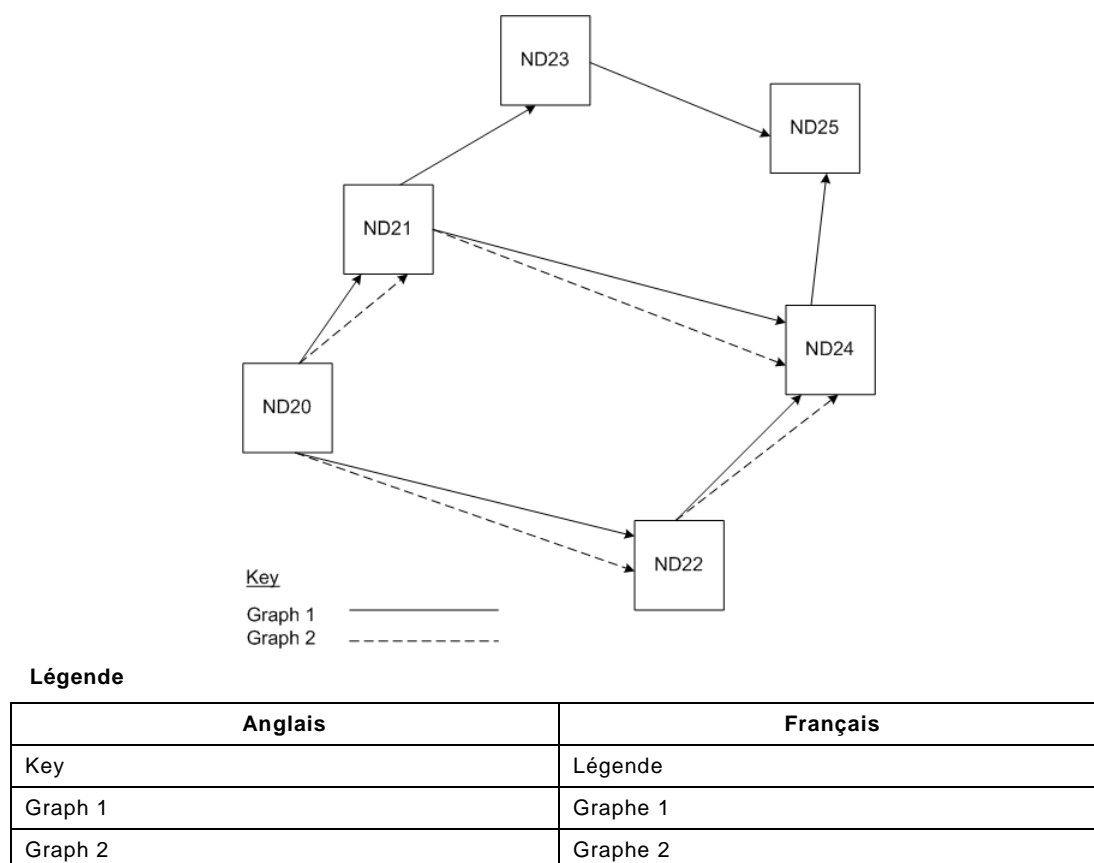 ND23
ND25
ND21
ND24
ND20
ND22
Key
Graph 1
Graph 2
Légende
Anglais Français
Key Légende
Graph 1 Graphe 1
Graph 2 Graphe 2